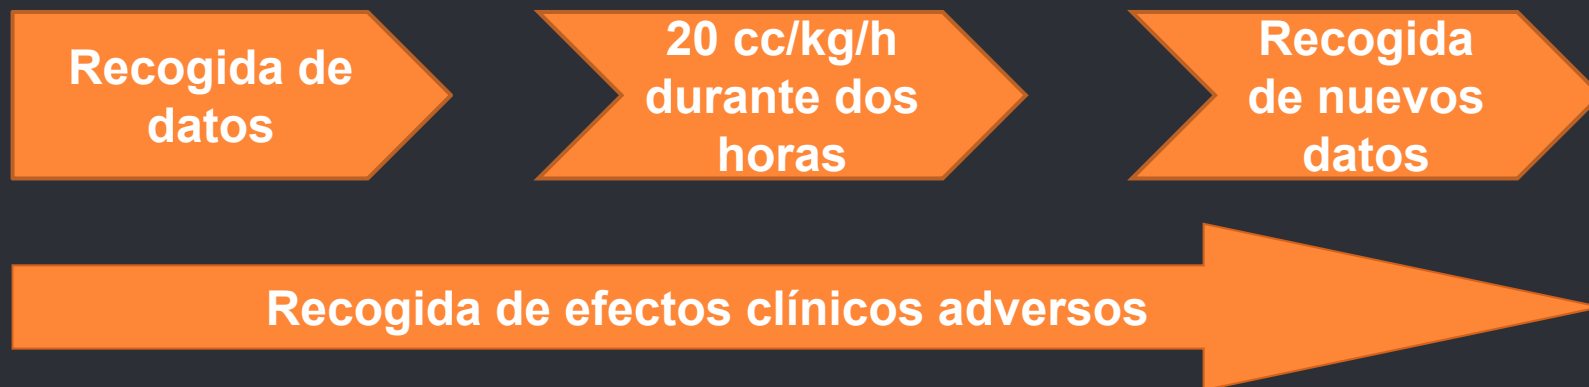 Recogida de
datos
20 cc/kg/h
durante dos
horas
Recogida
de nuevos
datos
Recogida de efectos clínicos adversos